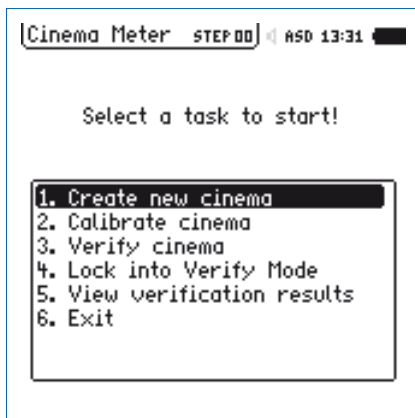 Cinema Meter STEP 00 ASD 13:31
Select a task to start!
1. Create new cinema
2. Calibrate cinema
3. Verify cinema
4. Lock into Verify Mode
5. View verification results
6. Exit